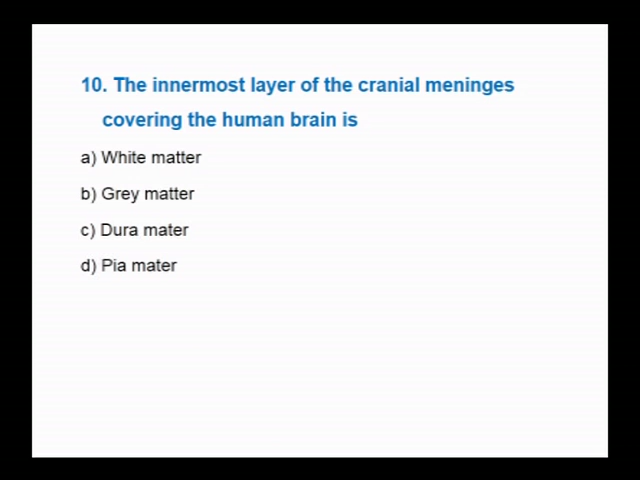 10. The innermost layer of the cranial meninges
covering the human brain is
a) White matter
b) Grey matter
c) Dura mater
d) Pia mater